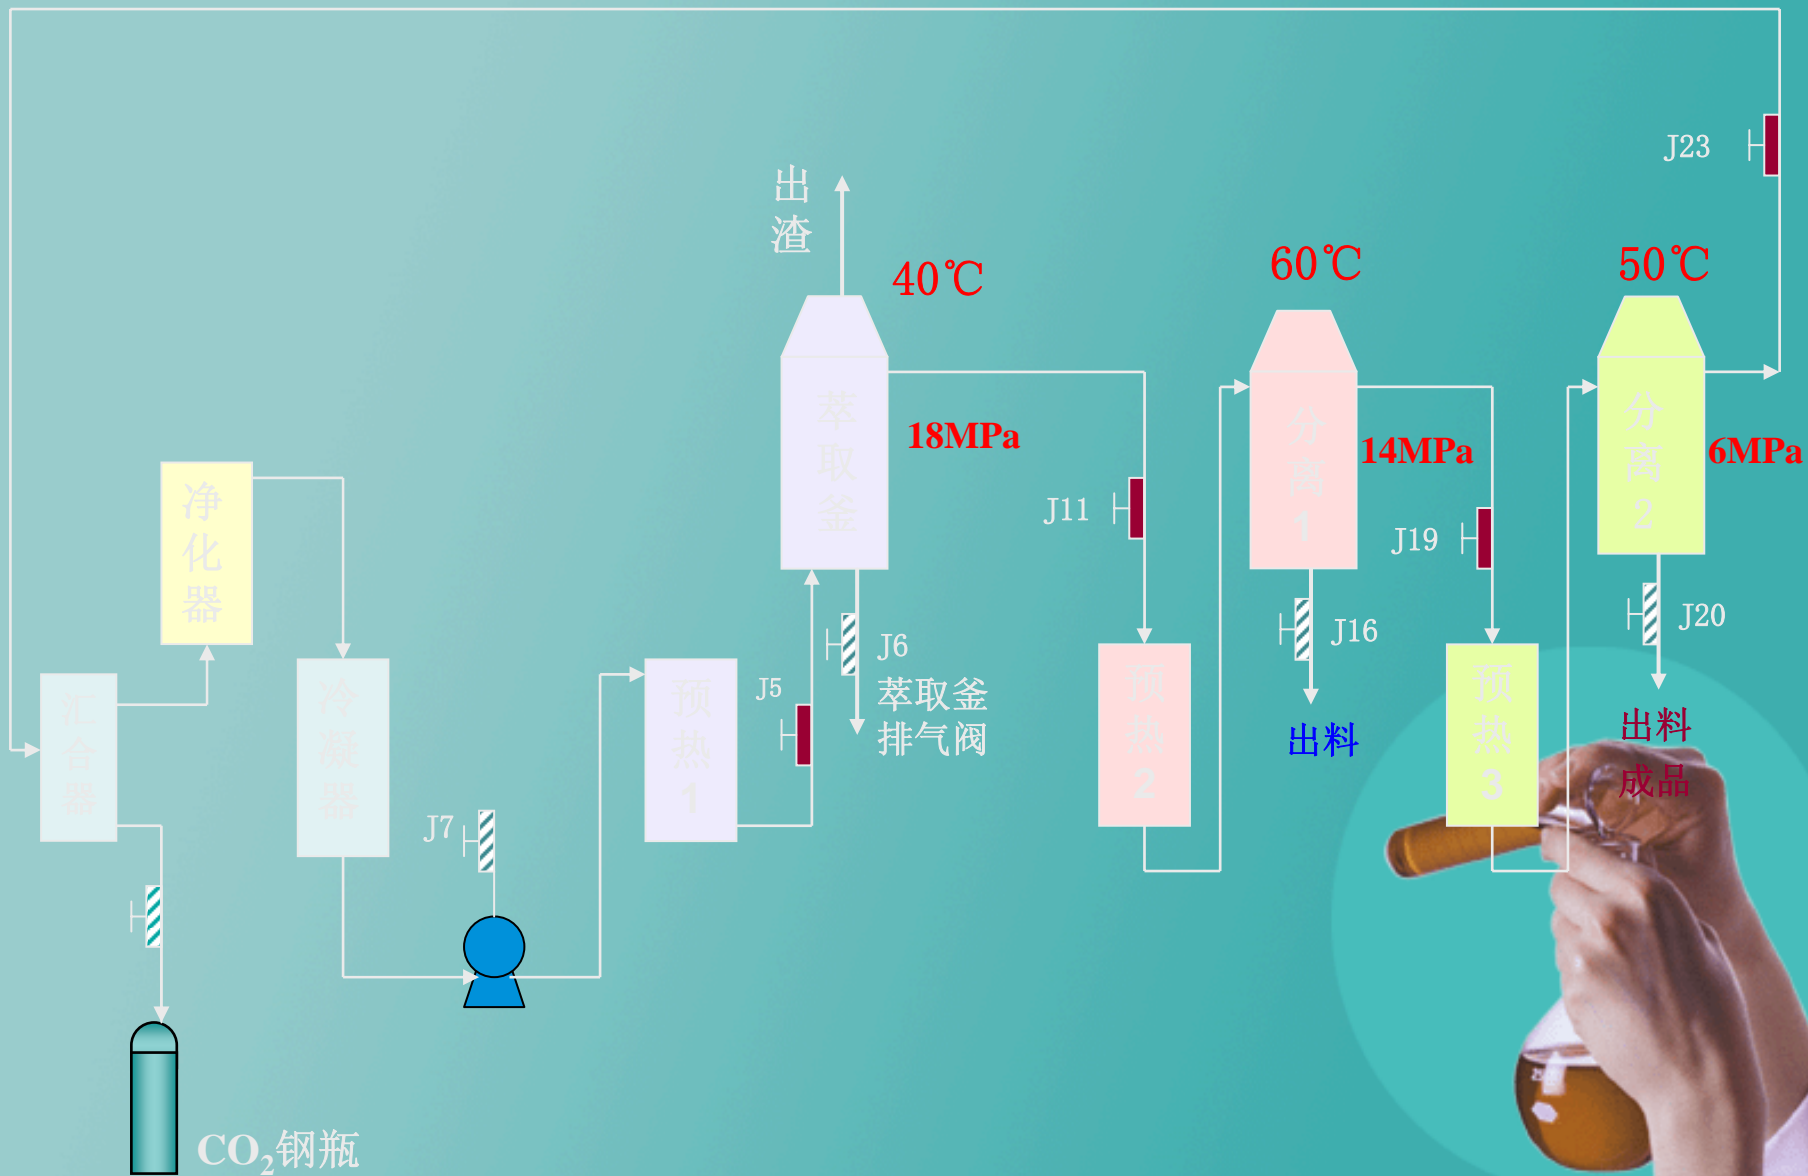 J23
出
渣
40℃
60℃
50℃
萃
取
釜
18MPa
分
离
1
14MPa
分
离
2
6MPa
净
化
器
J11
J19
J6
萃取釜
排气阀
J16
J20
汇
合
器
冷
凝
器
预
热
1
J5
预
热
2
出料
预
热
3
出料
成品
J7
CO₂钢瓶